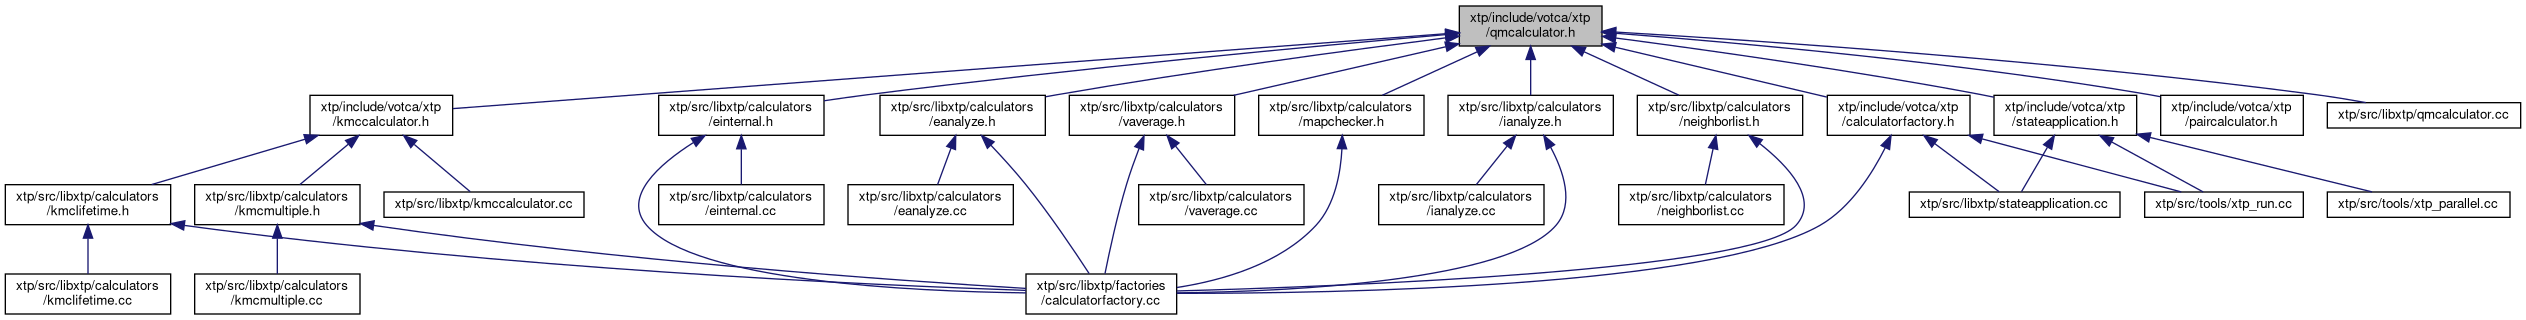 xtp/include/votca/xtp
/qmcalculator.h
xtp/include/votca/xtp
/kmccalculator.h
xtp/src/libxtp/calculators
/einternal.h
xtp/src/libxtp/calculators
/eanalyze.h
xtp/src/libxtp/calculators
/vaverage.h
xtp/src/libxtp/calculators
/mapchecker.h
xtp/src/libxtp/calculators
/ianalyze.h
xtp/src/libxtp/calculators
/neighborlist.h
xtp/include/votca/xtp
/calculatorfactory.h
xtp/include/votca/xtp
/stateapplication.h
xtp/include/votca/xtp
/paircalculator.h
xtp/src/libxtp/qmcalculator.cc
xtp/src/libxtp/calculators
/kmclifetime.h
xtp/src/libxtp/calculators
/kmcmultiple.h
xtp/src/libxtp/kmccalculator.cc
xtp/src/libxtp/calculators
/einternal.cc
xtp/src/libxtp/calculators
/eanalyze.cc
xtp/src/libxtp/calculators
/vaverage.cc
xtp/src/libxtp/calculators
/ianalyze.cc
xtp/src/libxtp/calculators
/neighborlist.cc
xtp/src/libxtp/stateapplication.cc
xtp/src/tools/xtp_run.cc
xtp/src/tools/xtp_parallel.cc
xtp/src/libxtp/calculators
/kmclifetime.cc
xtp/src/libxtp/calculators
/kmcmultiple.cc
xtp/src/libxtp/factories
/calculatorfactory.cc